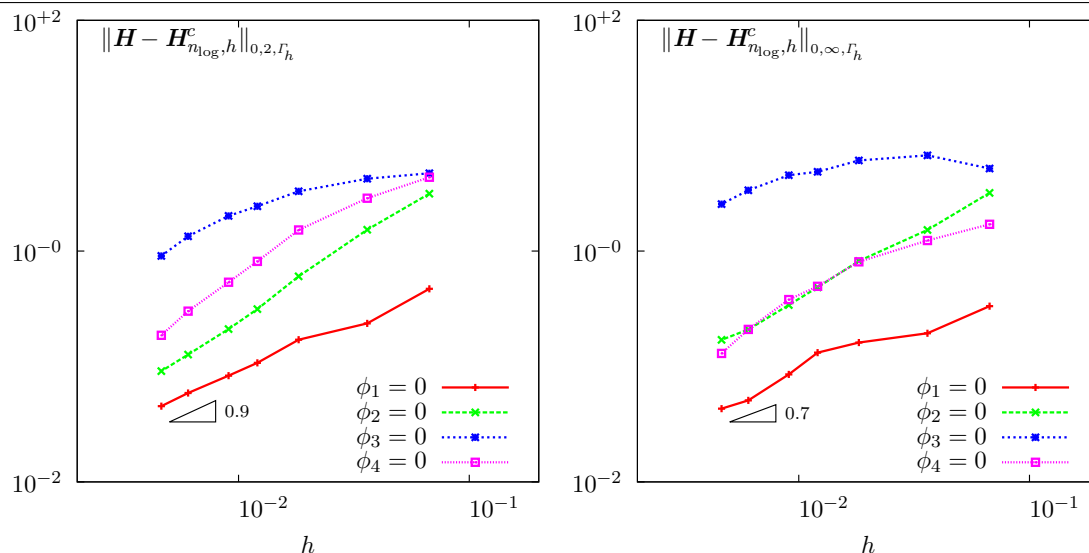 10^{+2}
‖H − H^c_{n_log,h}‖_{0,2,Γ_h}
10^{-0}
ϕ_1 = 0
ϕ_2 = 0
ϕ_3 = 0
ϕ_4 = 0
0.9
10^{-2}
10^{-2}
10^{-1}
h
10^{+2}
‖H − H^c_{n_log,h}‖_{0,∞,Γ_h}
10^{-0}
ϕ_1 = 0
ϕ_2 = 0
ϕ_3 = 0
ϕ_4 = 0
0.7
10^{-2}
10^{-2}
10^{-1}
h